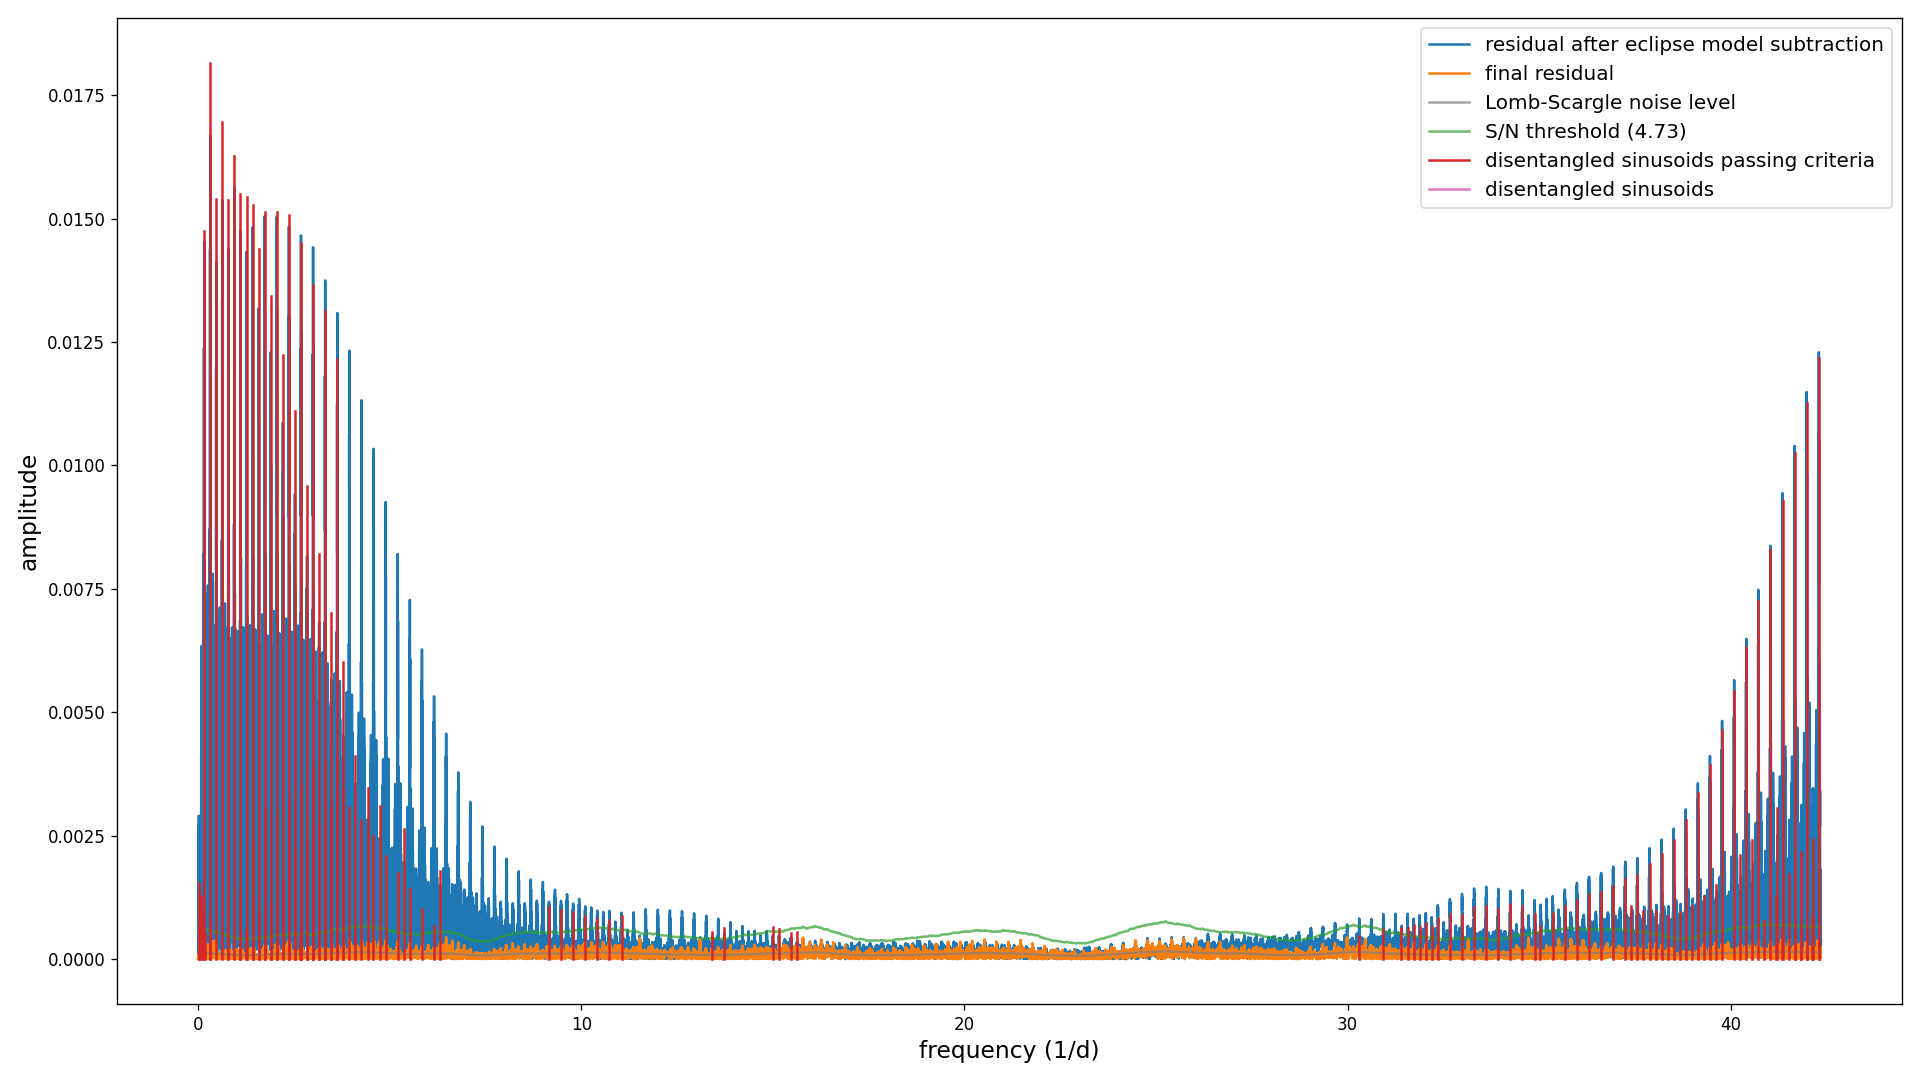 residual after eclipse model subtraction
final residual
Lomb-Scargle noise level
S/N threshold (4.73)
disentangled sinusoids passing criteria
disentangled sinusoids
0.0175
0.0150
0.0125
0.0100
0.0075
0.0050
0.0025
0.0000
amplitude
0 10 20 30 40
frequency (1/d)